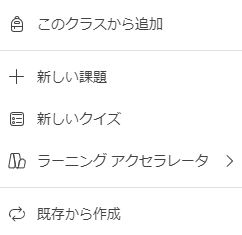 このクラスから追加
新しい課題
新しいクイズ
ラーニング アクセラレータ
既存から作成